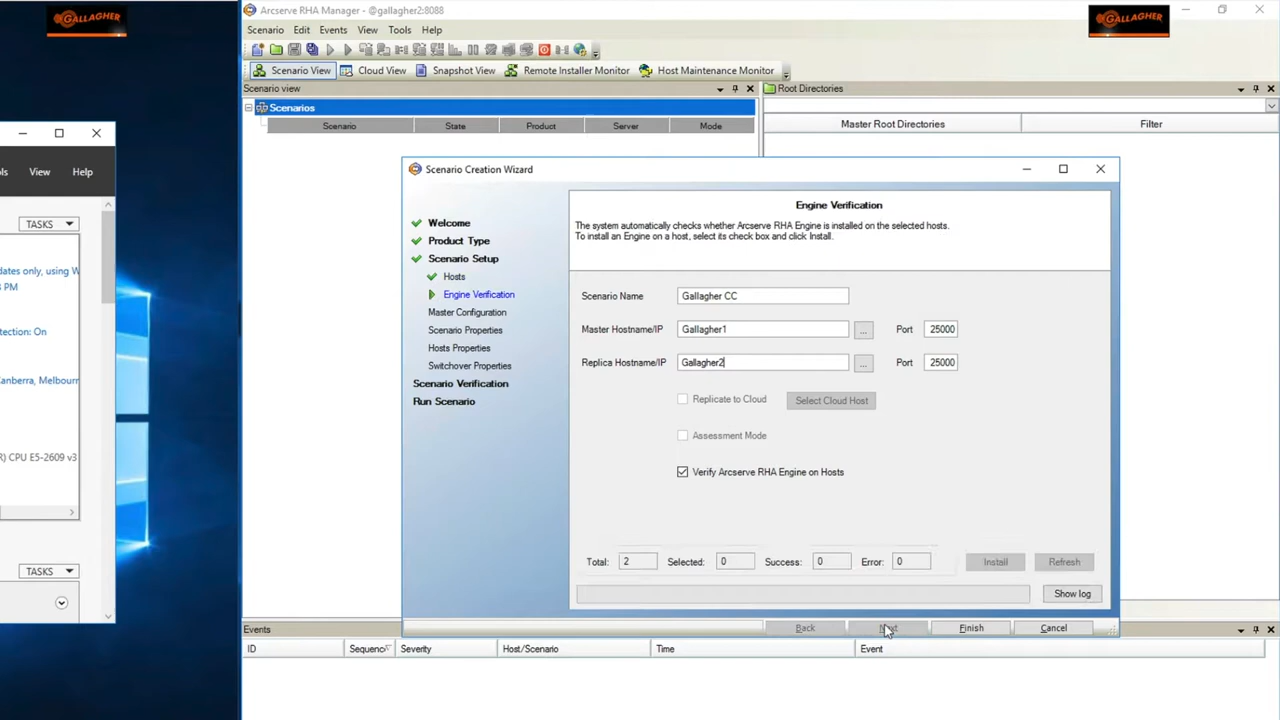 GALLAGHER
Arcserve RHA Manager - @gallagher2:8088
GALLAGHER
Scenario Edit Events View Tools Help
Scenario View Cloud View Snapshot View Remote Installer Monitor Host Maintenance Monitor
Scenario view
Root Directories
Scenarios
Scenario State Product Server Mode
Master Root Directories Filter
View Help
TASKS
dates only, using W
8 PM
tection: On
Canberra, Melbourn
R) CPU E5-2609 v3
TASKS
Scenario Creation Wizard
Welcome
Product Type
Scenario Setup
Hosts
Engine Verification
Master Configuration
Scenario Properties
Hosts Properties
Switchover Properties
Scenario Verification
Run Scenario
Engine Verification
The system automatically checks whether Arcserve RHA Engine is installed on the selected hosts.
To install an Engine on a host, select its check box and click Install.
Scenario Name Gallagher CC
Master Hostname/IP Gallagher1 ... Port 25000
Replica Hostname/IP Gallagher2 ... Port 25000
Replicate to Cloud Select Cloud Host
Assessment Mode
Verify Arcserve RHA Engine on Hosts
Total: 2 Selected: 0 Success: 0 Error: 0 Install Refresh
Show log
Back Next Finish Cancel
Events
ID Sequence Severity Host/Scenario Time Event